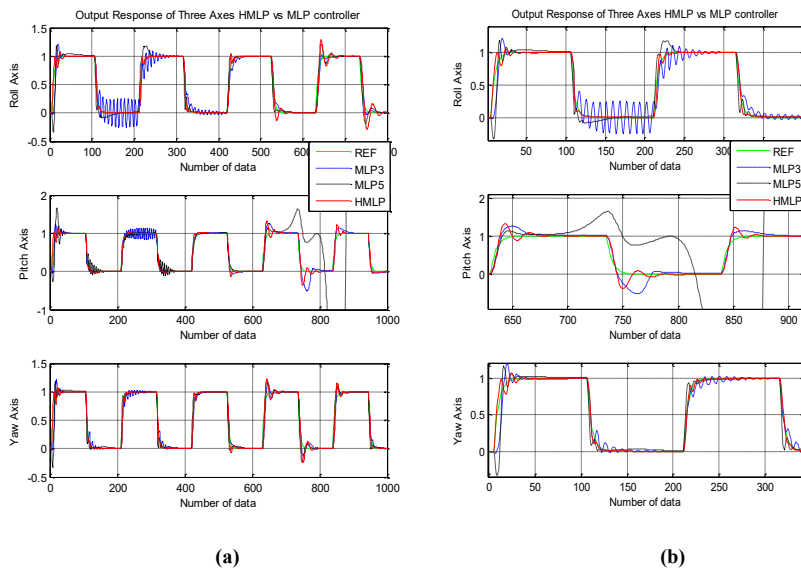 Output Response of Three Axes HMLP vs MLP controller
1.5
1
0.5
0
-0.5
Roll Axis
0 100 200 300 400 500 600
Number of data
REF
MLP3
MLP5
HMLP
2
1
0
-1
Pitch Axis
0 200 400 600 800 1000
Number of data
1.5
1
0.5
0
-0.5
Yaw Axis
0 200 400 600 800 1000
Number of data
(a)
Output Response of Three Axes HMLP vs MLP controller
1
0.5
0
Roll Axis
50 100 150 200 250 300
Number of data
REF
MLP3
MLP5
HMLP
2
1
0
Pitch Axis
650 700 750 800 850 900
Number of data
1
0.5
0
Yaw Axis
0 50 100 150 200 250 300
Number of data
(b)